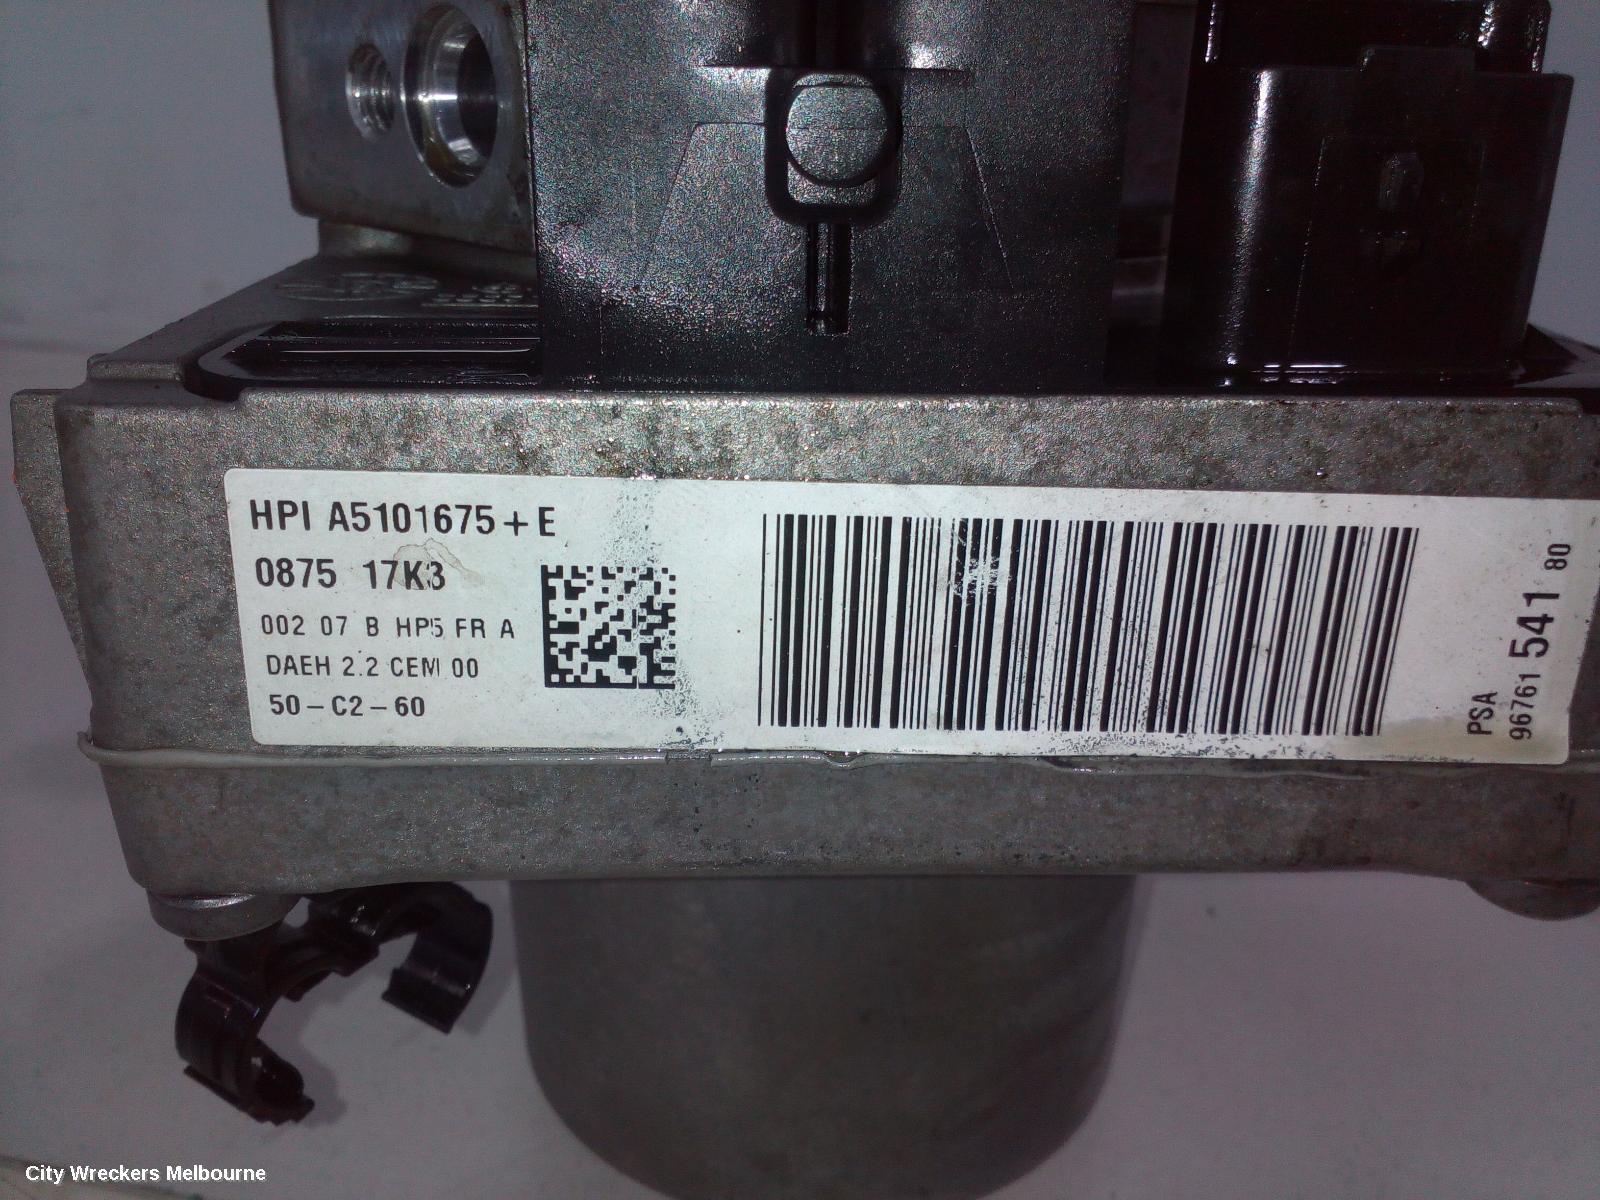 HPI A5101675+E
0875 17K3
002 07 B HP5 FR A
DAEH 2.2 CEM 00
50-C2-60
PSA
96761 541 80
City Wreckers Melbourne